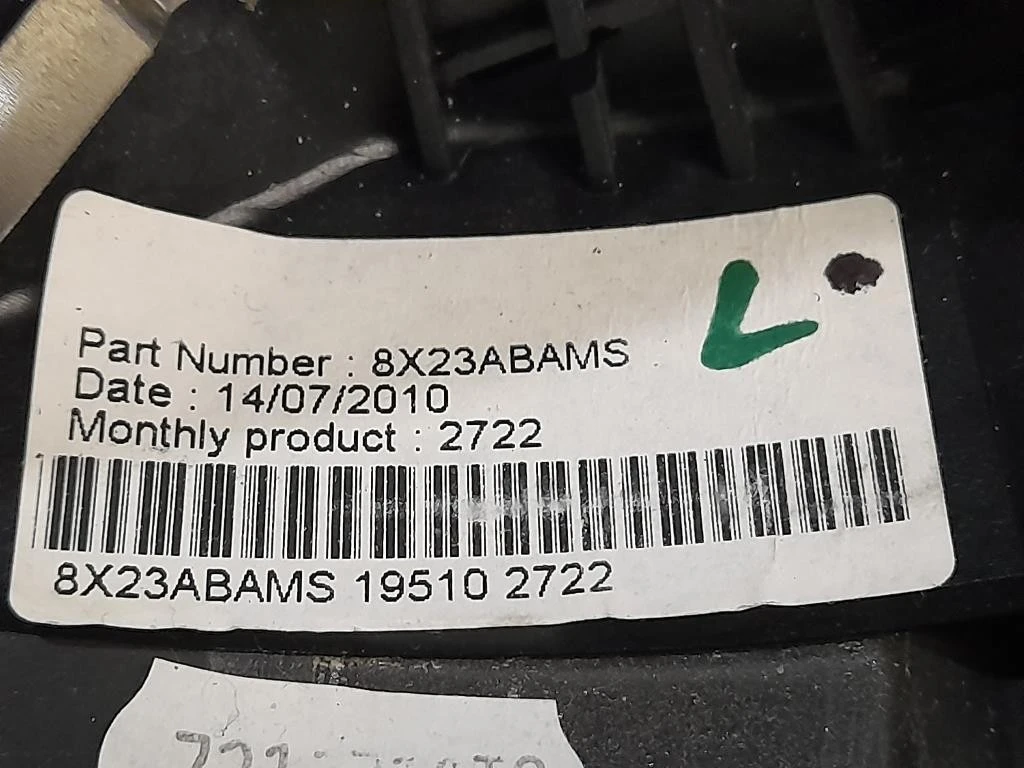 Part Number : 8X23ABAMS
Date : 14/07/2010
Monthly product : 2722
8X23ABAMS 19510 2722